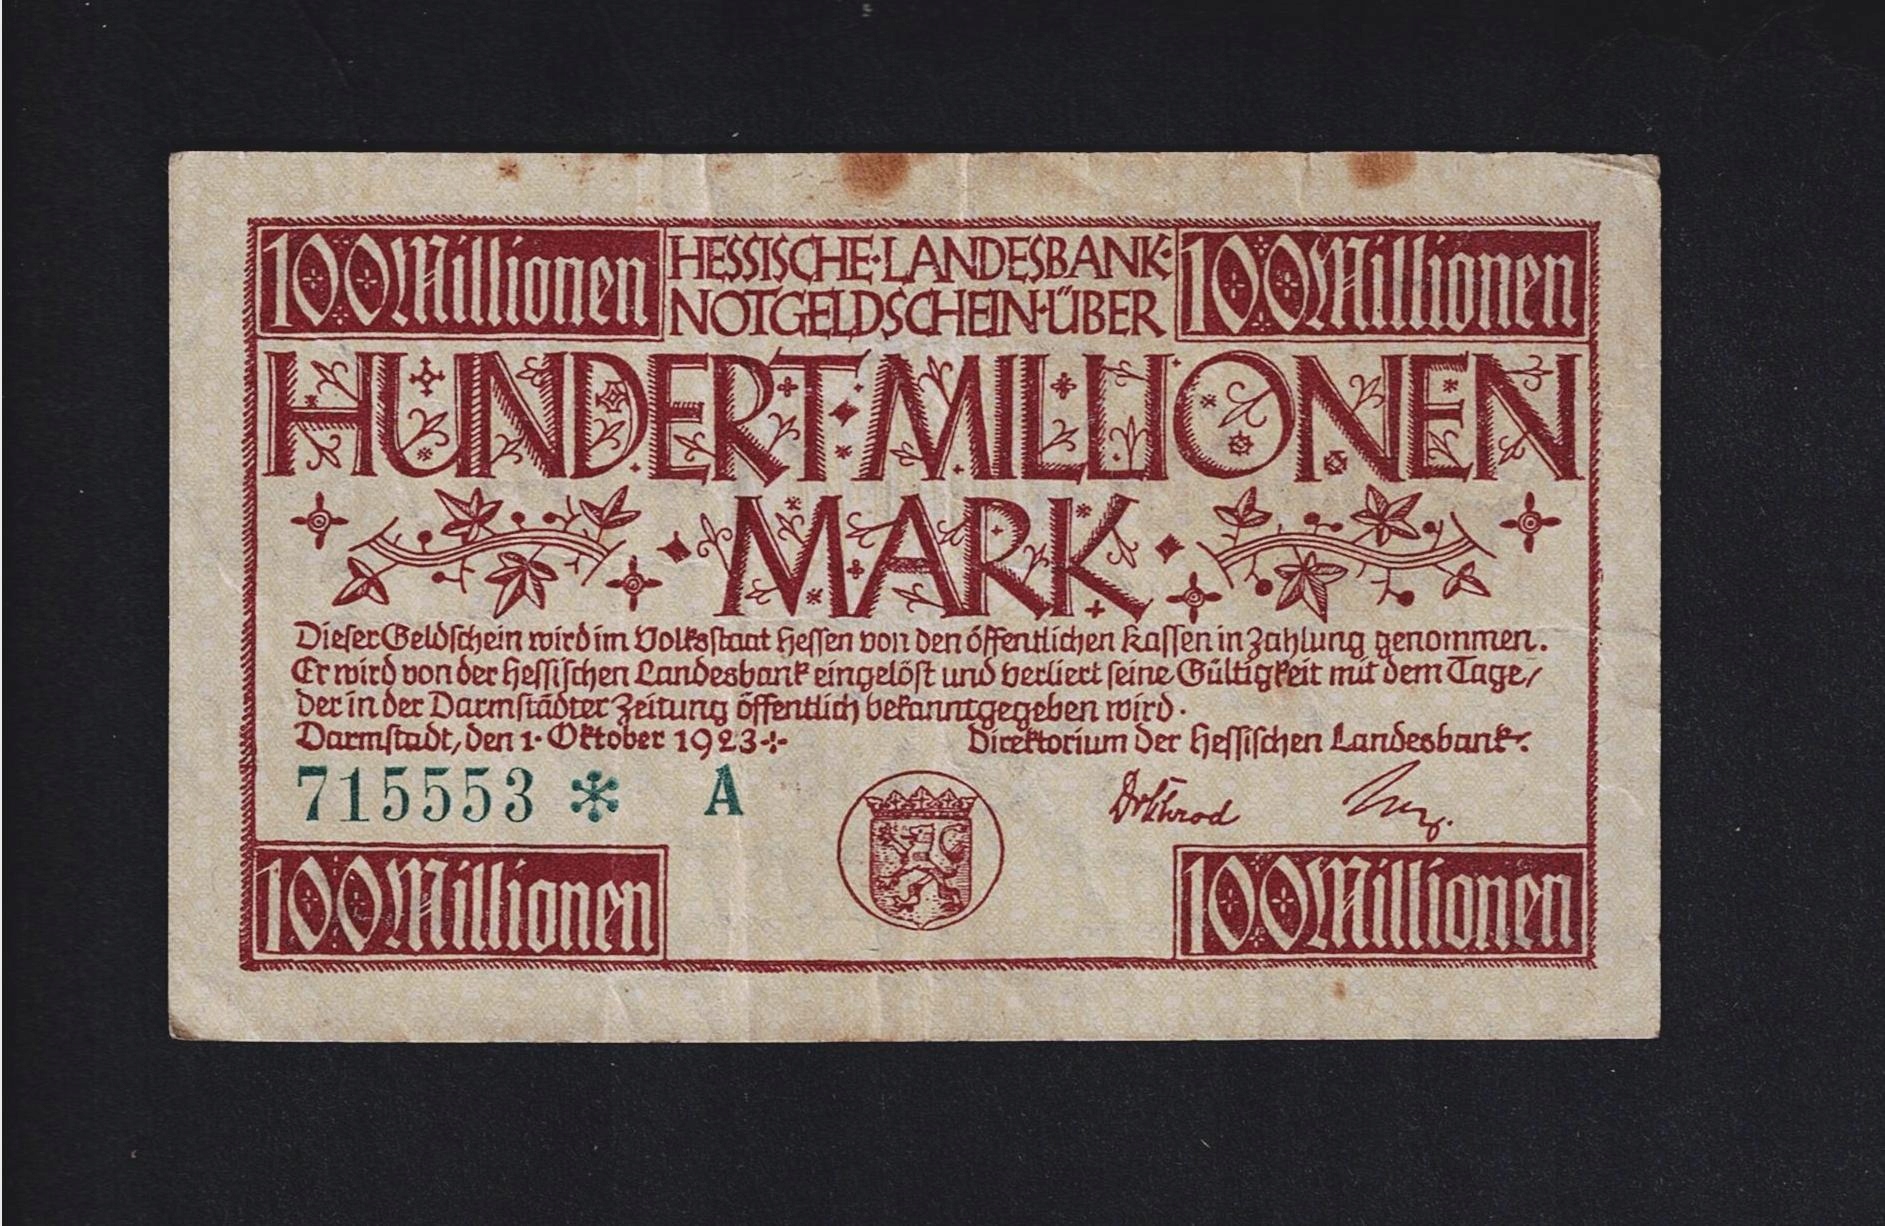 100 Millionen
HESSISCHE·LANDESBANK·
NOTGELDSCHEIN·ÜBER
100 Millionen
HUNDERT MILLIONEN
MARK
Dieser Geldschein wird im Volksstaat Hessen von den öffentlichen Kassen in Zahlung genommen.
Er wird von der Hessischen Landesbank eingelöst und verliert seine Gültigkeit mit dem Tage,
der in der Darmstädter Zeitung öffentlich bekanntgegeben wird.
Darmstadt, den 1. Oktober 1923
Direktorium der Hessischen Landesbank.
715553 * A
100 Millionen
100 Millionen